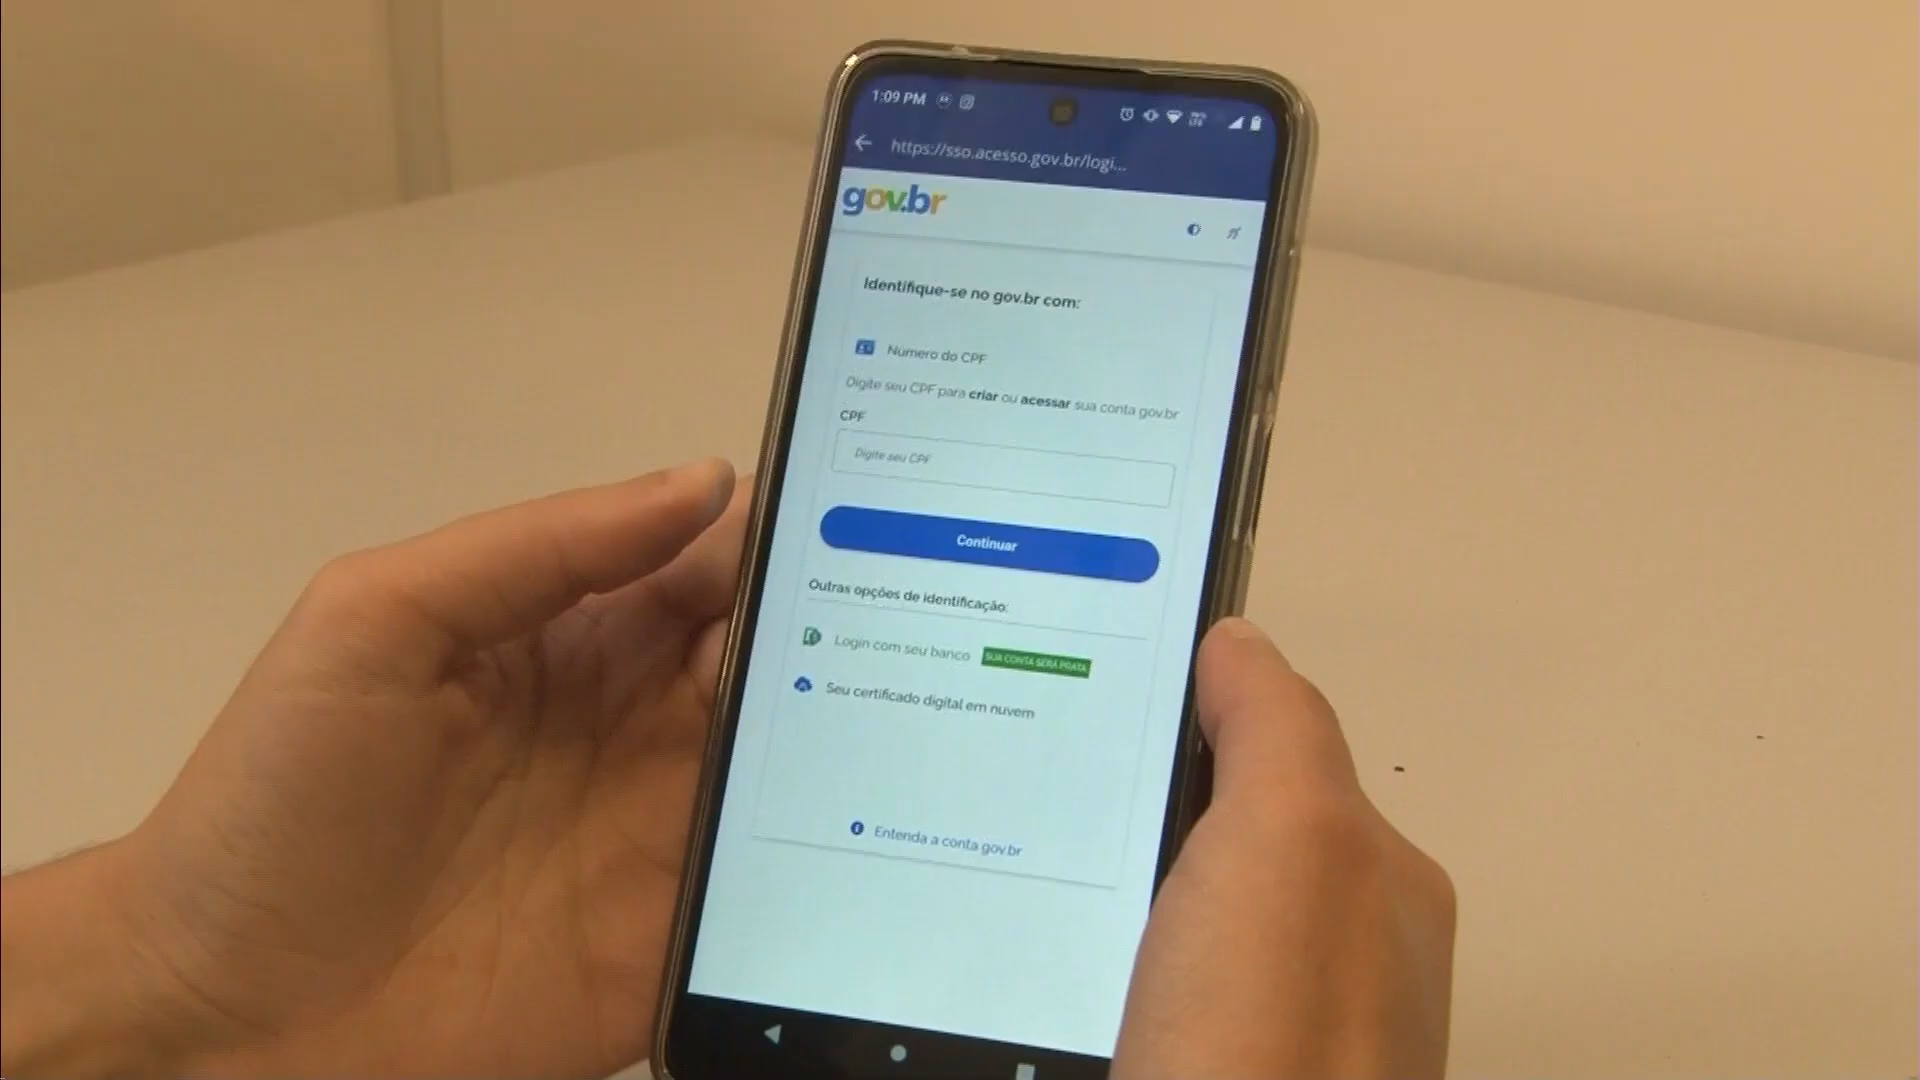 1:09 PM
https://sso.acesso.gov.br/logi...
gov.br
Identifique-se no gov.br com:
Número do CPF
Digite seu CPF para criar ou acessar sua conta gov.br
CPF
Digite seu CPF
Continuar
Outras opções de identificação:
Login com seu banco SUA CONTA SERÁ PRATA
Seu certificado digital em nuvem
Entenda a conta gov.br